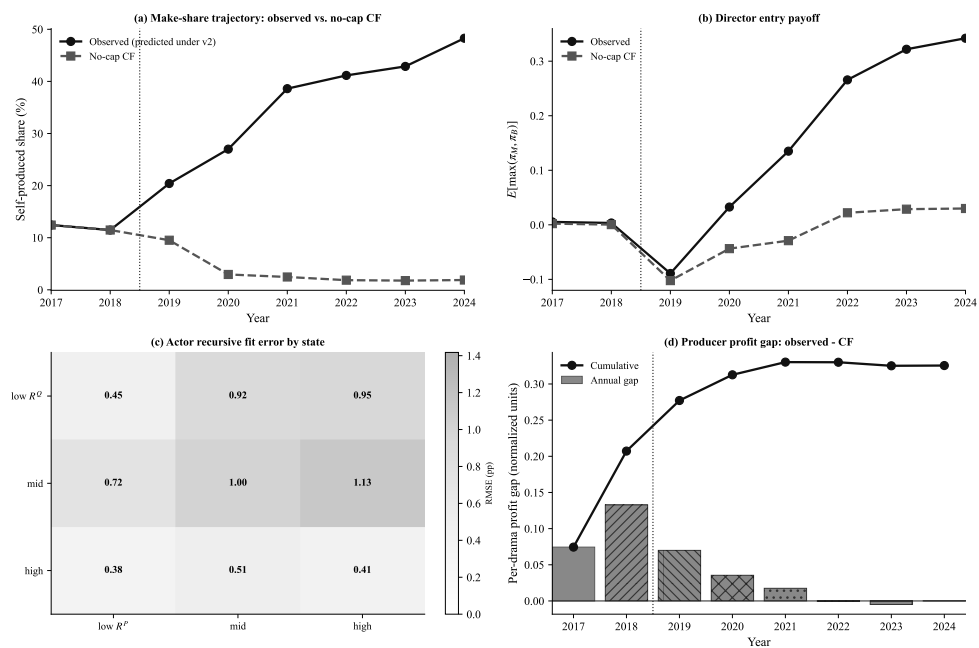 (a) Make-share trajectory: observed vs. no-cap CF
Self-produced share (%)
50
40
30
20
10
0
Observed (predicted under v2)
No-cap CF
2017 2018 2019 2020 2021 2022 2023 2024
Year
(b) Director entry payoff
E[max(π_M, π_B)]
0.3
0.2
0.1
0.0
−0.1
Observed
No-cap CF
2017 2018 2019 2020 2021 2022 2023 2024
Year
(c) Actor recursive fit error by state
low R^Q 0.45 0.92 0.95
mid 0.72 1.00 1.13
high 0.38 0.51 0.41
low R^P mid high
1.4
1.2
1.0
0.8
0.6
0.4
0.2
0.0
RMSE (pp)
(d) Producer profit gap: observed - CF
Per-drama profit gap (normalized units)
0.30
0.25
0.20
0.15
0.10
0.05
0.00
Cumulative
Annual gap
2017 2018 2019 2020 2021 2022 2023 2024
Year